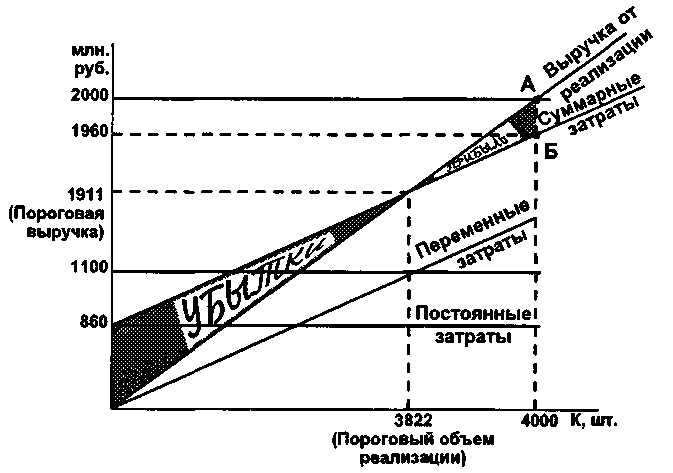 млн.
руб.
2000
1960
1911
(Пороговая
выручка)
1100
860
А
Выручка от
реализации
Суммарные
затраты
Б
прибыль
убытки
Переменные
затраты
Постоянные
затраты
3822
(Пороговый объем
реализации)
4000 К, шт.